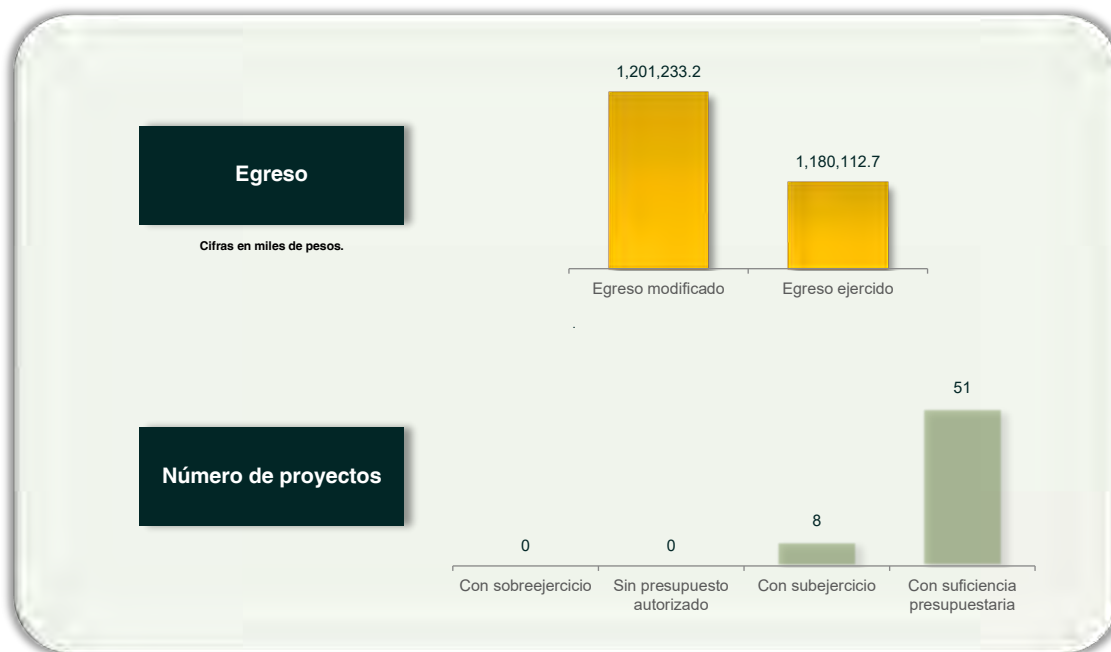 1,201,233.2
1,180,112.7
Egreso
Cifras en miles de pesos.
Egreso modificado
Egreso ejercido
.
51
Número de proyectos
8
0
0
Con sobreejercicio
Sin presupuesto
autorizado
Con subejercicio
Con suficiencia
presupuestaria